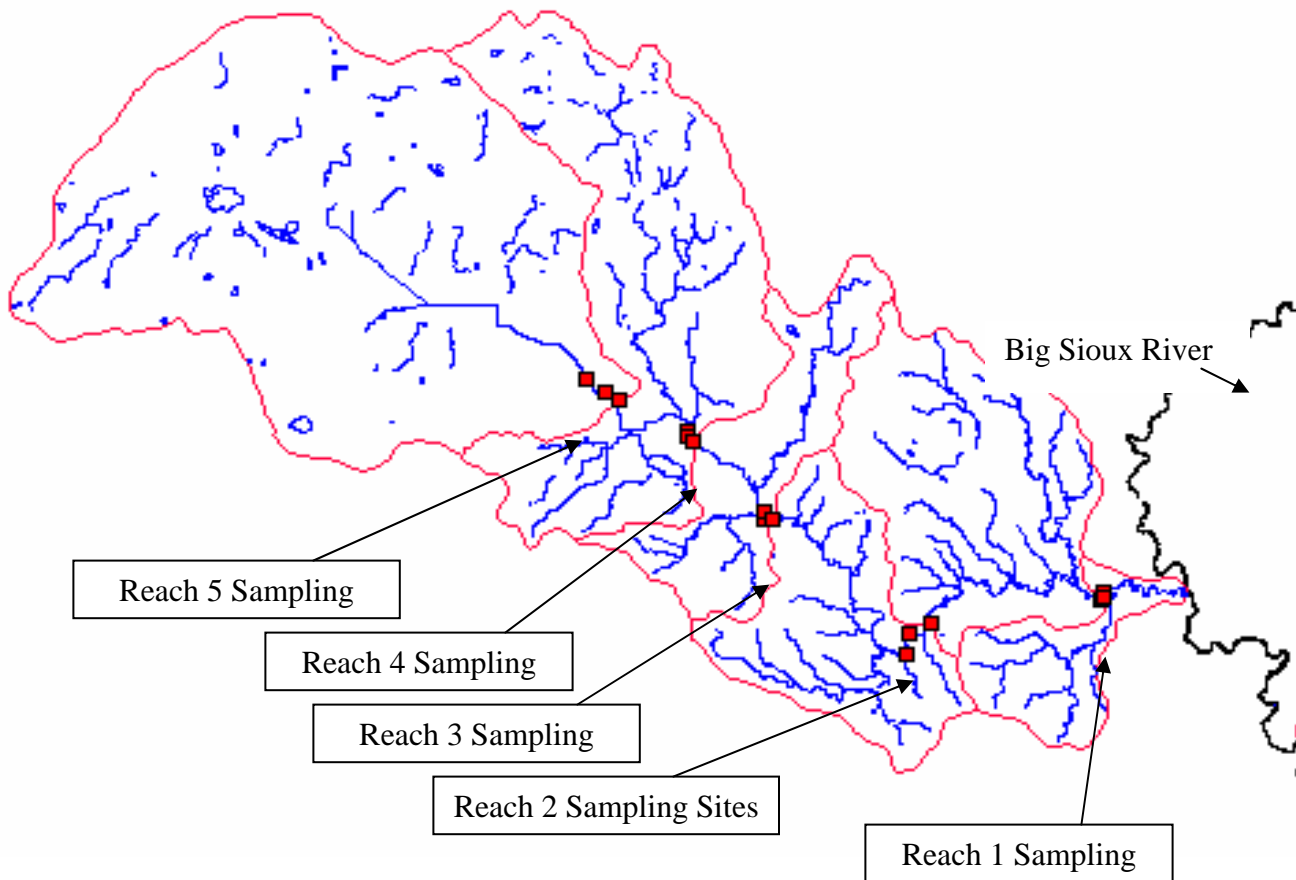 Big Sioux River
Reach 5 Sampling
Reach 4 Sampling
Reach 3 Sampling
Reach 2 Sampling Sites
Reach 1 Sampling